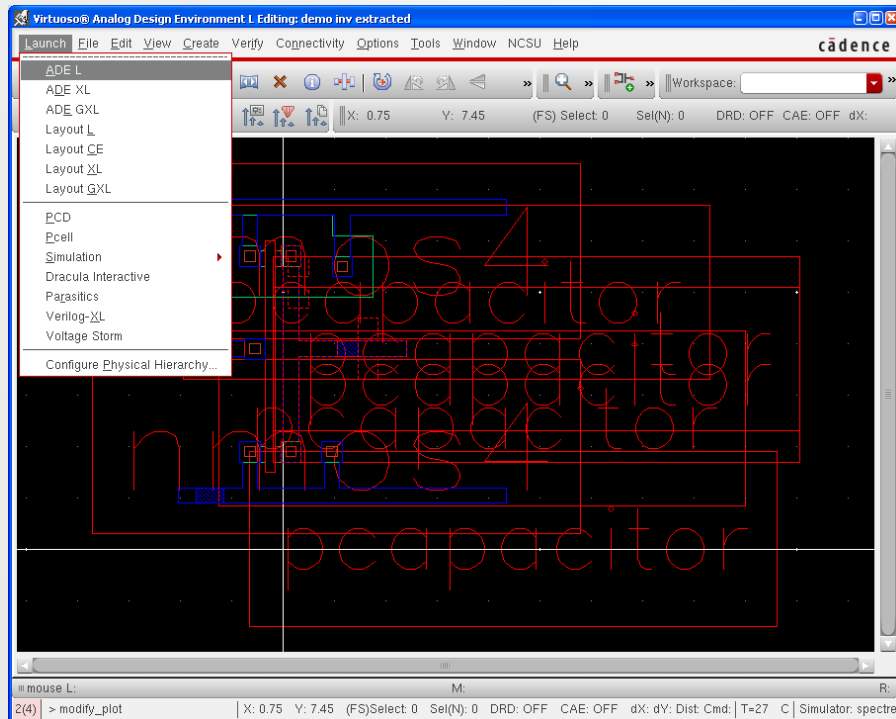 Virtuoso® Analog Design Environment L Editing: demo inv extracted
Launch File Edit View Create Verify Connectivity Options Tools Window NCSU Help
cādence
ADE L
ADE XL
ADE GXL
Layout L
Layout CE
Layout XL
Layout GXL
PCD
Pcell
Simulation
Dracula Interactive
Parasitics
Verilog-XL
Voltage Storm
Configure Physical Hierarchy...
» » » Workspace: »
X: 0.75 Y: 7.45 (FS) Select: 0 Sel(N): 0 DRD: OFF CAE: OFF dX:
os4
pcapacitor
pcapacitor
pcapacitor
nmos4
pcapacitor
mouse L: M: R:
2(4) > modify_plot X: 0.75 Y: 7.45 (FS)Select: 0 Sel(N): 0 DRD: OFF CAE: OFF dX: dY: Dist: Cmd: T=27 C Simulator: spectre